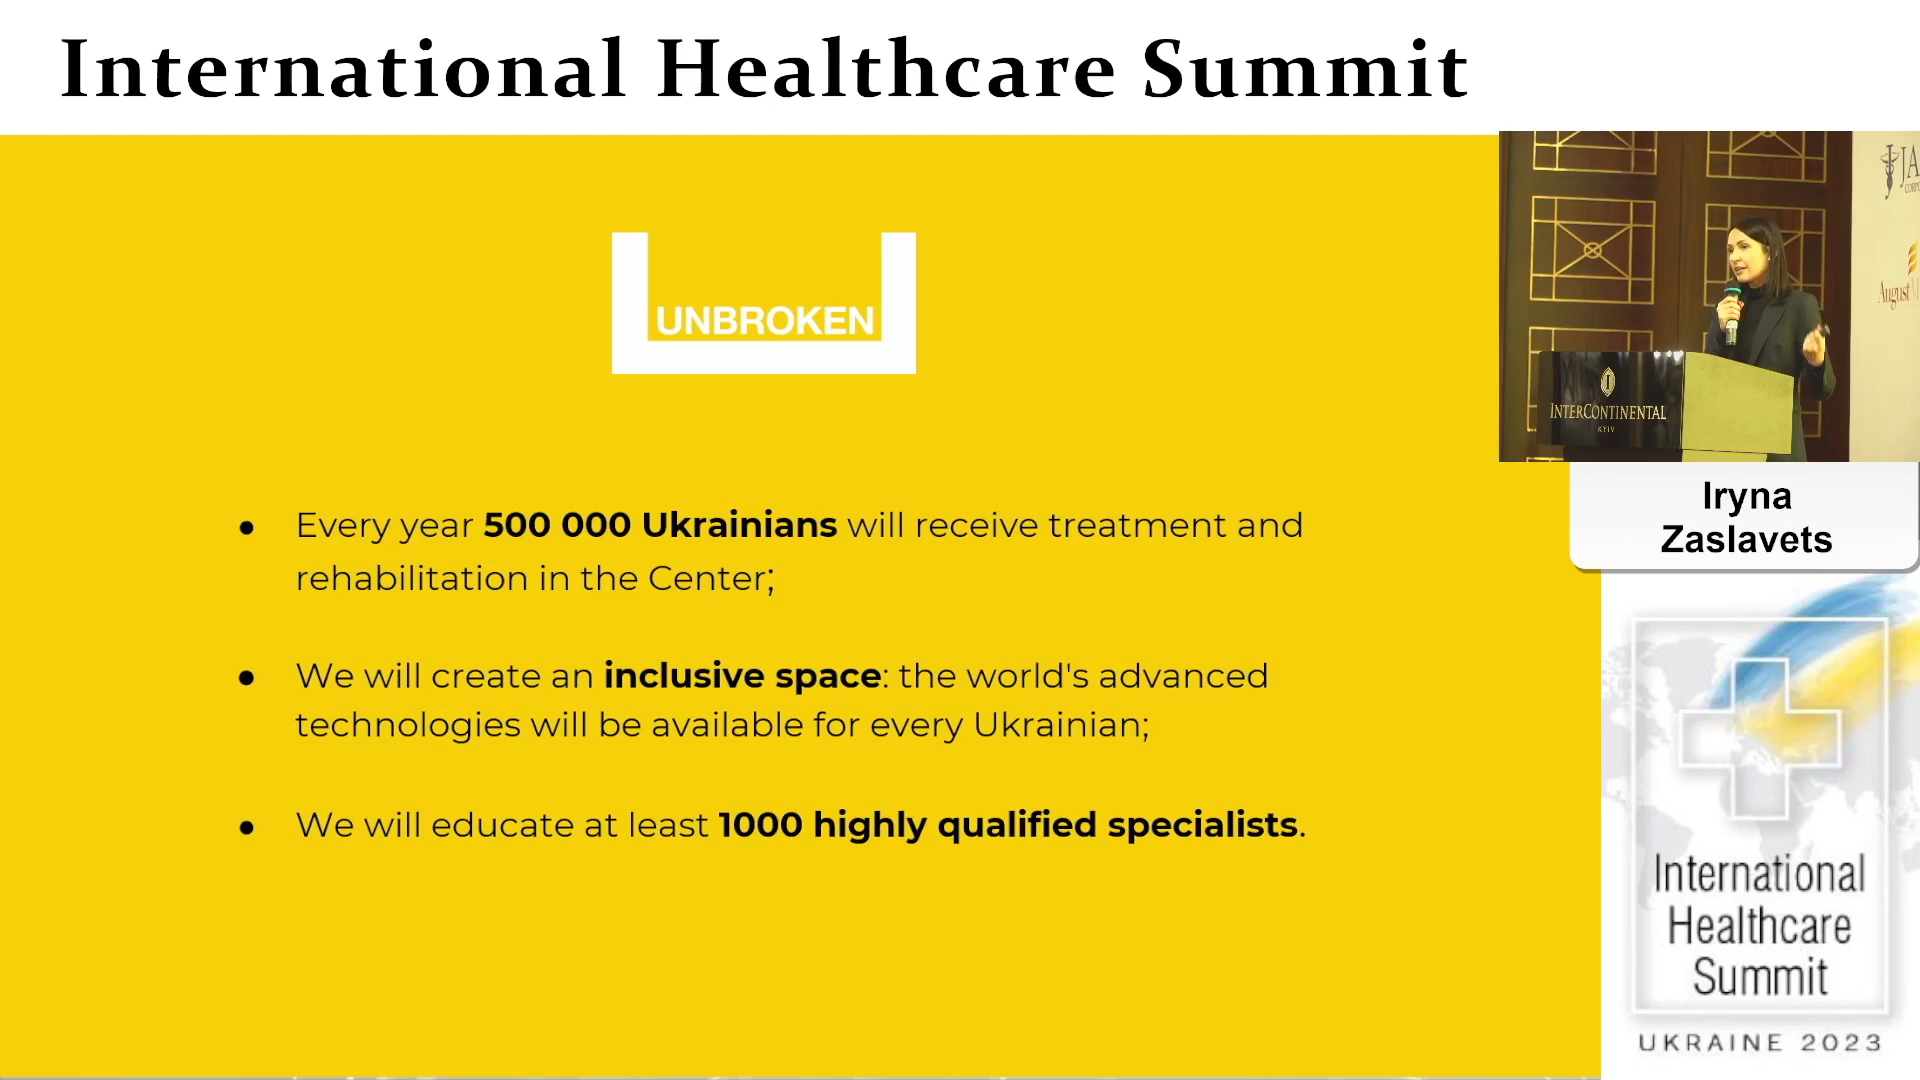 International Healthcare Summit
UNBROKEN
● Every year 500 000 Ukrainians will receive treatment and
rehabilitation in the Center;
● We will create an inclusive space: the world's advanced
technologies will be available for every Ukrainian;
● We will educate at least 1000 highly qualified specialists.
JA
August
INTERCONTINENTAL
KYIV
Iryna
Zaslavets
International
Healthcare
Summit
UKRAINE 2023